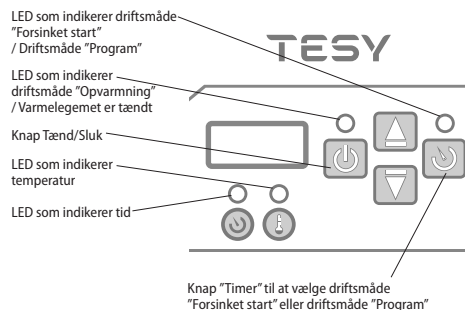 LED som indikerer driftsmåde
"Forsinket start"
/ Driftsmåde "Program"
TESY
LED som indikerer
driftsmåde "Opvarmning"
/ Varmelegemet er tændt
Knap Tænd/Sluk
LED som indikerer
temperatur
LED som indikerer tid
Knap "Timer" til at vælge driftsmåde
"Forsinket start" eller driftsmåde "Program"